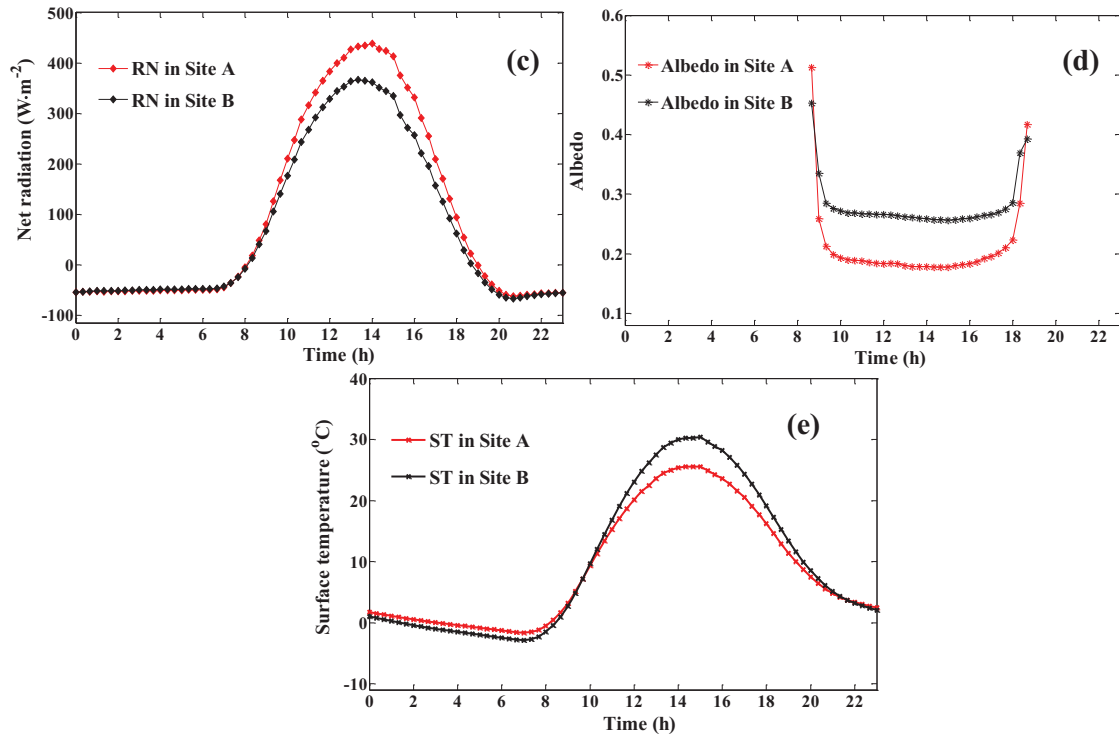 Net radiation (W·m-2)
500
400
300
200
100
0
-100
RN in Site A
RN in Site B
(c)
0 2 4 6 8 10 12 14 16 18 20 22
Time (h)
Albedo
0.6
0.5
0.4
0.3
0.2
0.1
Albedo in Site A
Albedo in Site B
(d)
0 2 4 6 8 10 12 14 16 18 20 22
Time (h)
Surface temperature (°C)
40
30
20
10
0
-10
ST in Site A
ST in Site B
(e)
0 2 4 6 8 10 12 14 16 18 20 22
Time (h)